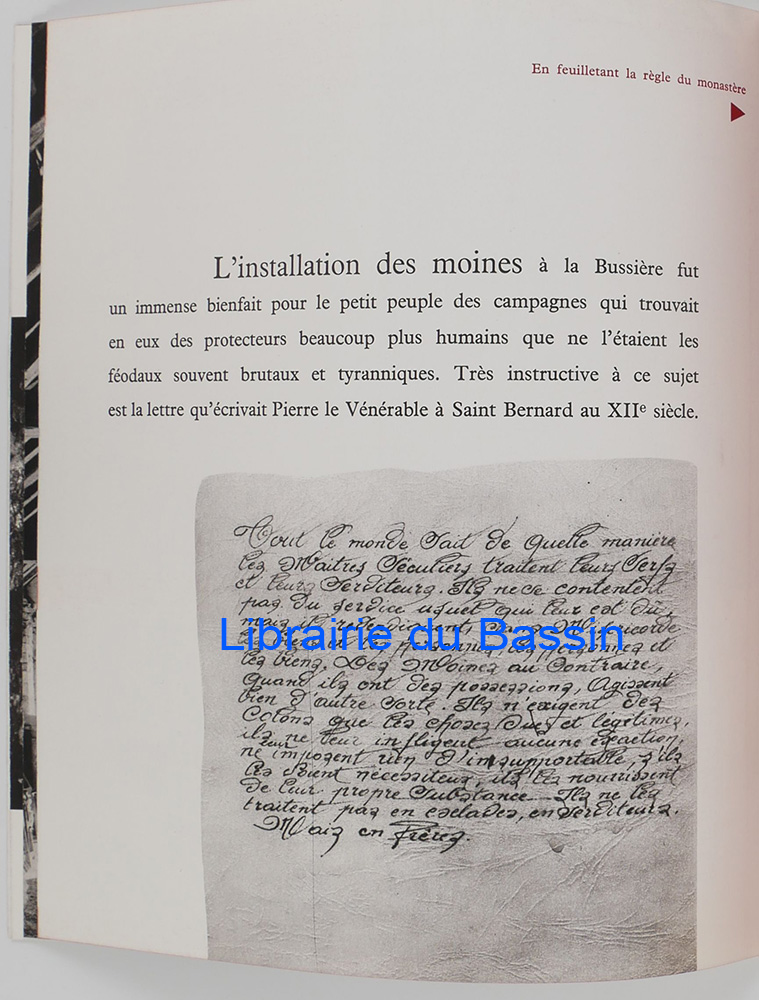 En feuilletant la règle du monastère
L'installation des moines à la Bussière fut
un immense bienfait pour le petit peuple des campagnes qui trouvait
en eux des protecteurs beaucoup plus humains que ne l'étaient les
féodaux souvent brutaux et tyranniques. Très instructive à ce sujet
est la lettre qu'écrivait Pierre le Vénérable à Saint Bernard au XIIe siècle.
Tout le monde sait de quelle manière
les Maitres Séculiers traitent leurs Serfs
et leurs Serviteurs. Ils ne se contentent
pas du service usuel qui leur est dû
mais
Librairie du Bassin
les personnes et
les biens. Les Moines au Contraire,
quand ils ont des possessions, Agissent
bien d'autre sorte. Ils n'exigent des
Colons que les choses dues et légitimes,
ils ne leur infligent aucune exaction,
ne leur imposent rien d'insupportable, s'ils
les voient nécessiteux ils les nourrissent
de leur propre Substance. Ils ne les
traitent pas en esclaves, en serviteurs.
Mais en Frères.